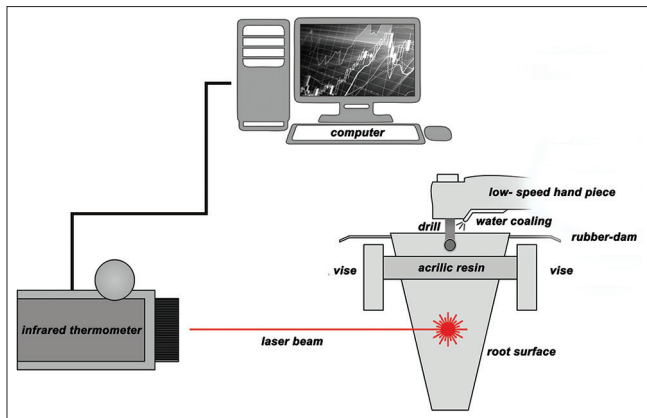 computer
low- speed hand piece
drill
water coaling
rubber-dam
vise
acrilic resin
vise
infrared thermometer
laser beam
root surface